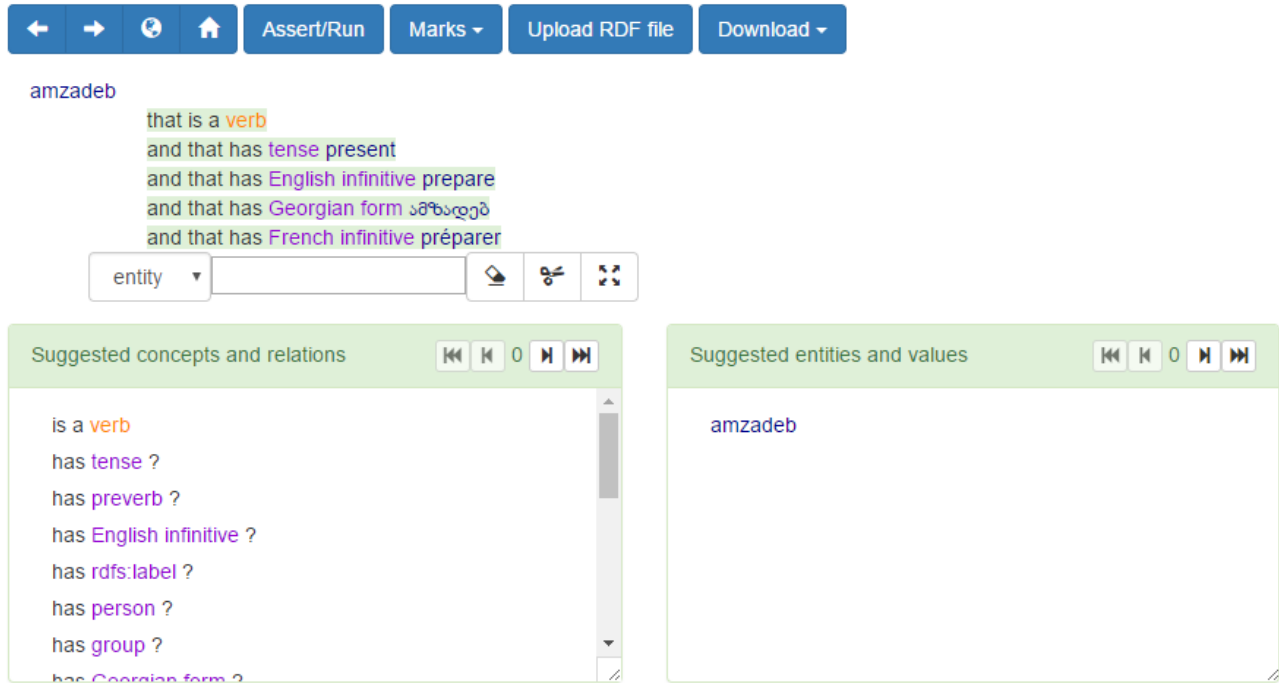 Assert/Run Marks Upload RDF file Download
amzadeb
that is a verb
and that has tense present
and that has English infinitive prepare
and that has Georgian form ამზადებ
and that has French infinitive préparer
entity
Suggested concepts and relations 0
is a verb
has tense ?
has preverb ?
has English infinitive ?
has rdfs:label ?
has person ?
has group ?
has Georgian form ?
Suggested entities and values 0
amzadeb